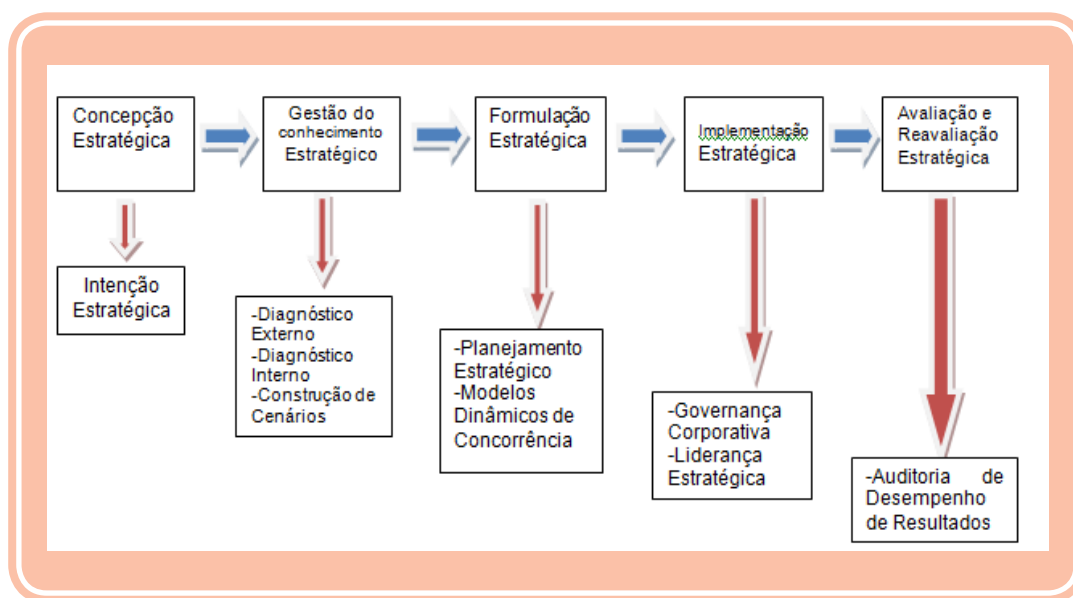 Concepção
Estratégica
Gestão do
conhecimento
Estratégico
Formulação
Estratégica
Implementação
Estratégica
Avaliação e
Reavaliação
Estratégica
Intenção
Estratégica
-Diagnóstico
Externo
-Diagnóstico
Interno
-Construção de
Cenários
-Planejamento
Estratégico
-Modelos
Dinâmicos de
Concorrência
-Governança
Corporativa
-Liderança
Estratégica
-Auditoria de
Desempenho
de Resultados